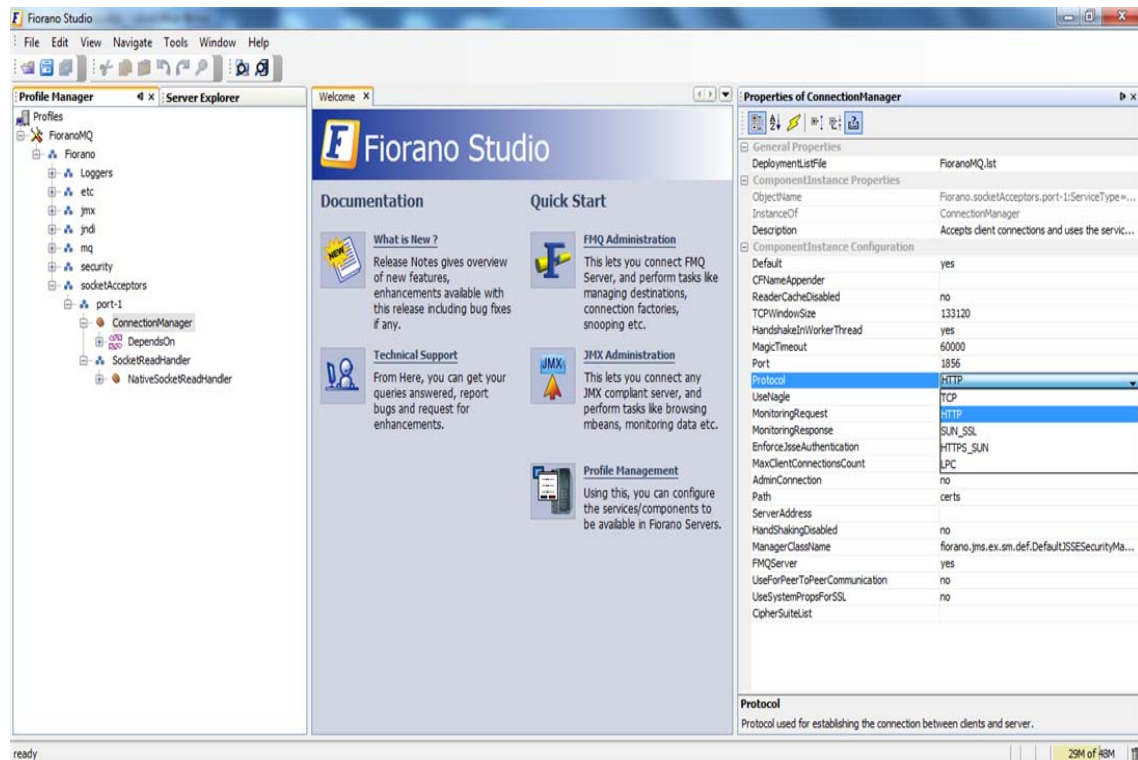 Fiorano Studio
File Edit View Navigate Tools Window Help
Profile Manager
Server Explorer
Profiles
FioranoMQ
Fiorano
Loggers
etc
jmx
jndi
mq
security
socketAcceptors
port-1
ConnectionManager
DependsOn
SocketReadHandler
NativeSocketReadHandler
Welcome
Fiorano Studio
Documentation
What is New ?
Release Notes gives overview
of new features,
enhancements available with
this release including bug fixes
if any.
Technical Support
From Here, you can get your
queries answered, report
bugs and request for
enhancements.
Quick Start
FMQ Administration
This lets you connect FMQ
Server, and perform tasks like
managing destinations,
connection factories,
snooping etc.
JMX
JMX Administration
This lets you connect any
JMX compliant server, and
perform tasks like browsing
mbeans, monitoring data etc.
Profile Management
Using this, you can configure
the services/components to
be available in Fiorano Servers.
Properties of ConnectionManager
General Properties
DeploymentListFile FioranoMQ.lst
ComponentInstance Properties
ObjectName Fiorano.socketAcceptors.port-1:ServiceType=...
InstanceOf ConnectionManager
Description Accepts client connections and uses the servic...
ComponentInstance Configuration
Default yes
CFNameAppender
ReaderCacheDisabled no
TCPWindowSize 133120
HandshakeInWorkerThread yes
MagicTimeout 60000
Port 1856
Protocol HTTP
UseNagle TCP
MonitoringRequest HTTP
MonitoringResponse SUN_SSL
EnforceJsseAuthentication HTTPS_SUN
MaxClientConnectionsCount LPC
AdminConnection no
Path certs
ServerAddress
HandShakingDisabled no
ManagerClassName fiorano.jms.ex.sm.def.DefaultJSSESecurityMa...
FMQServer yes
UseForPeerToPeerCommunication no
UseSystemPropsForSSL no
CipherSuiteList
Protocol
Protocol used for establishing the connection between clients and server.
ready
29M of 48M